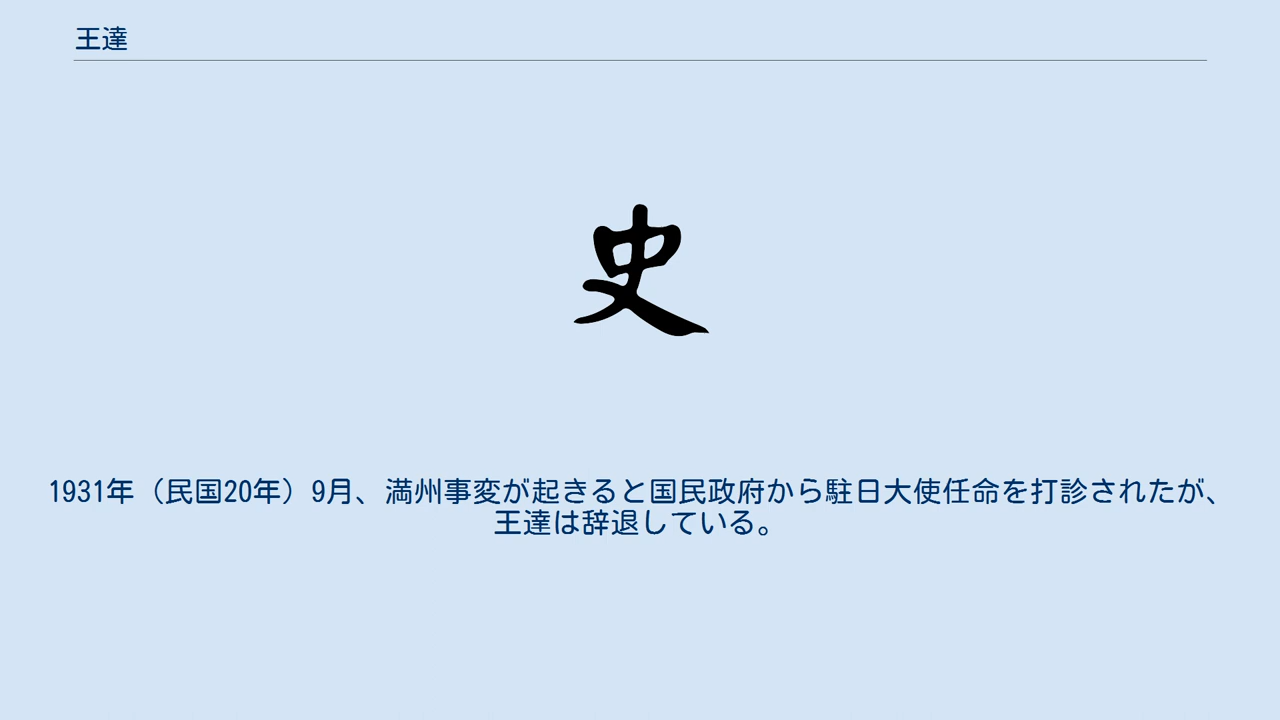 王達
史
1931年（民国20年）9月、満州事変が起きると国民政府から駐日大使任命を打診されたが、
王達は辞退している。